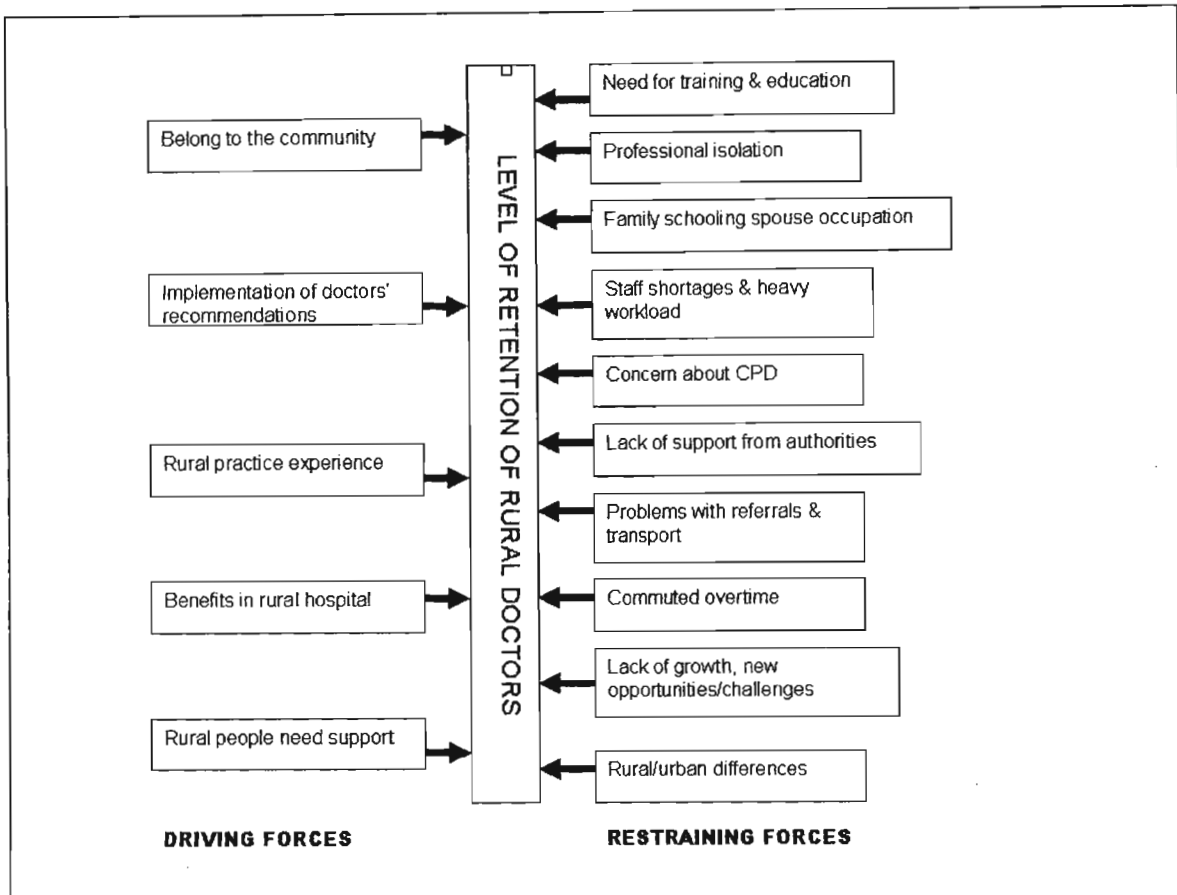 Belong to the community
Implementation of doctors'
recommendations
Rural practice experience
Benefits in rural hospital
Rural people need support
DRIVING FORCES
LEVEL OF RETENTION OF RURAL DOCTORS
Need for training & education
Professional isolation
Family schooling spouse occupation
Staff shortages & heavy
workload
Concern about CPD
Lack of support from authorities
Problems with referrals &
transport
Commuted overtime
Lack of growth, new
opportunities/challenges
Rural/urban differences
RESTRAINING FORCES